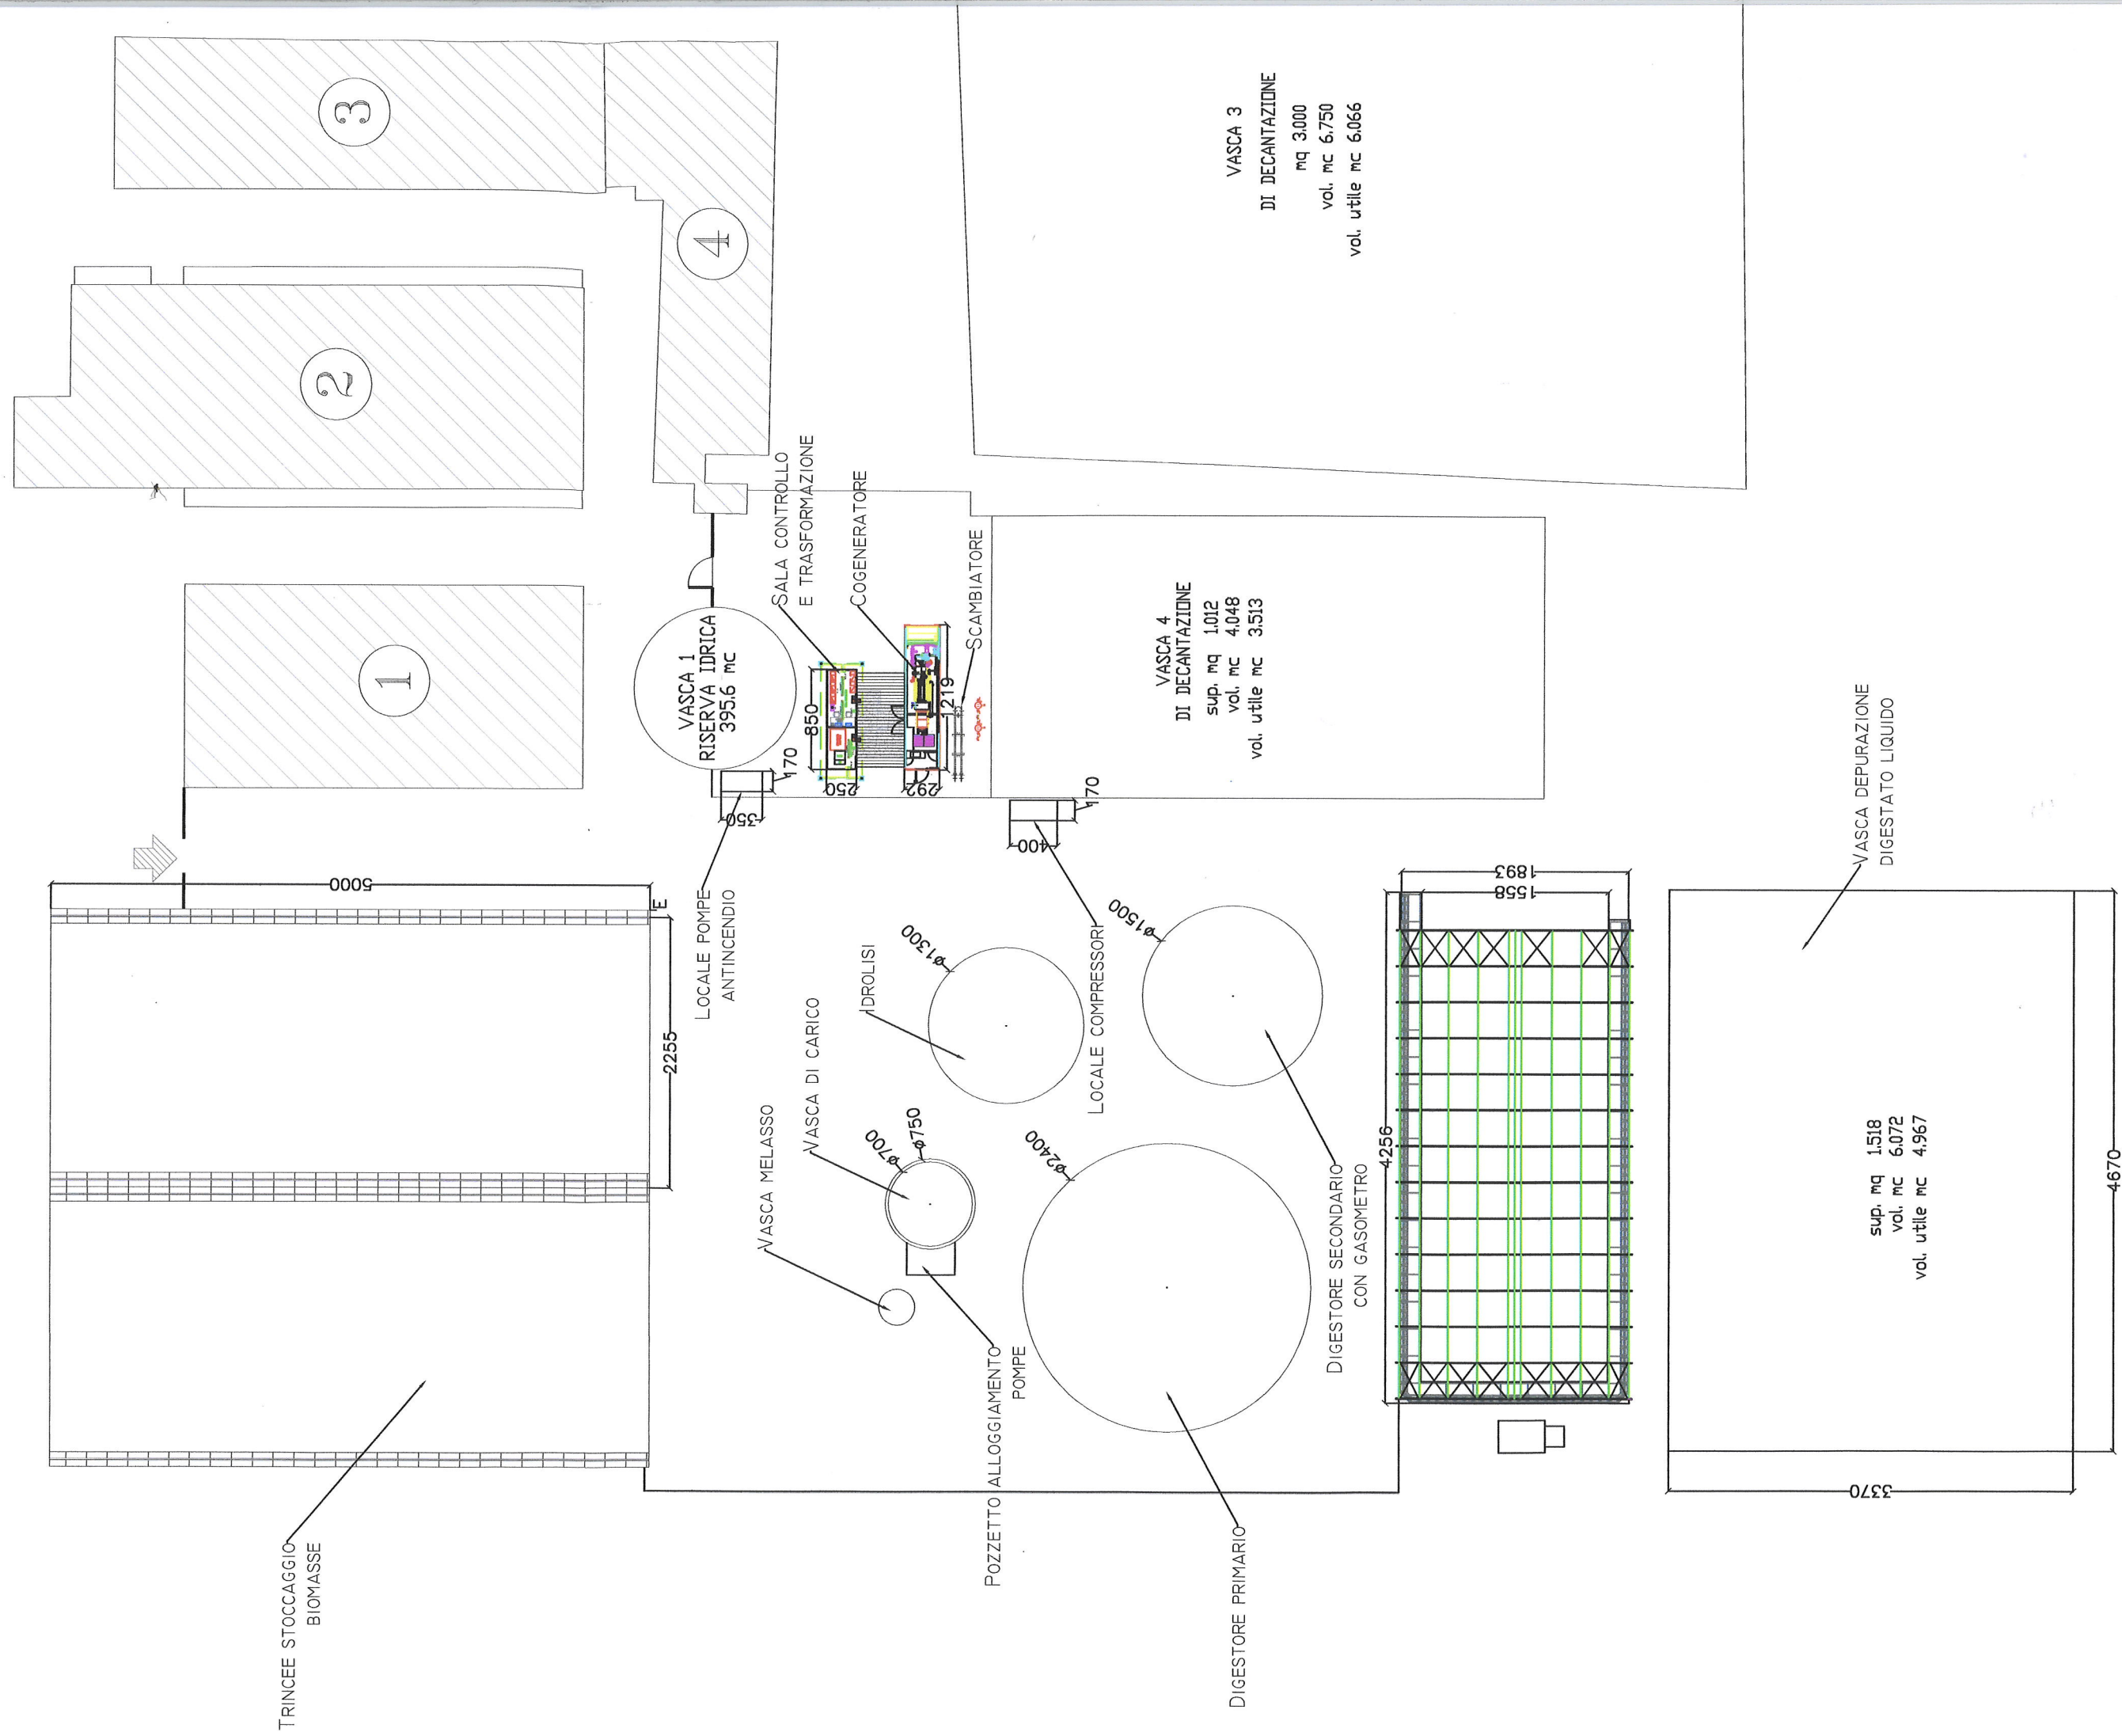 3
2
4
1
VASCA 3
DI DECANTAZIONE
mq 3.000
vol. mc 6.750
vol. utile mc 6.066
SALA CONTROLLO
E TRASFORMAZIONE
COGENERATORE
SCAMBIATORE
VASCA 1
RISERVA IDRICA
395.6 mc
850
250
292
1219
170
350
170
400
VASCA 4
DI DECANTAZIONE
sup. mq 1.012
vol. mc 4.048
vol. utile mc 3.513
VASCA DEPURAZIONE
DIGESTATO LIQUIDO
5000
2255
LOCALE POMPE
ANTINCENDIO
IDROLISI
ø1300
LOCALE COMPRESSORI
ø1500
VASCA DI CARICO
ø700
ø750
VASCA MELASSO
ø2400
POZZETTO ALLOGGIAMENTO
POMPE
DIGESTORE SECONDARIO
CON GASOMETRO
DIGESTORE PRIMARIO
TRINCEE STOCCAGGIO
BIOMASSE
1893
1558
4256
sup. mq 1.518
vol. mc 6.072
vol. utile mc 4.967
4670
3370